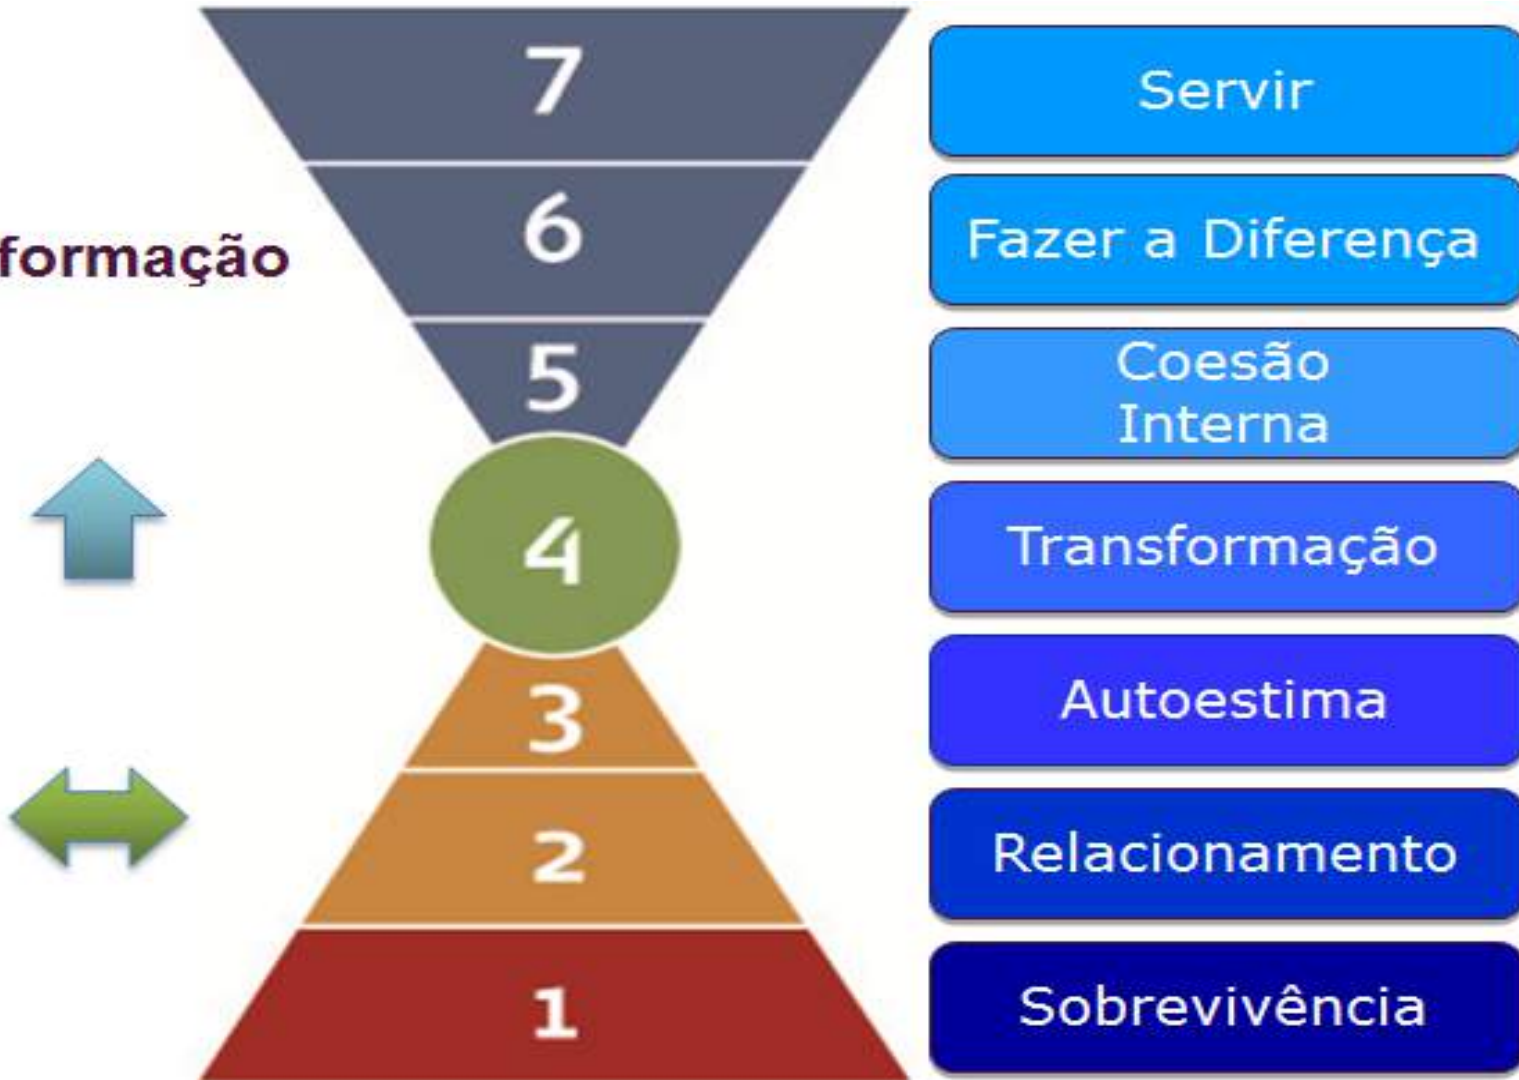 7
Servir
6
Fazer a Diferença
formação
5
Coesão
Interna
4
Transformação
3
Autoestima
2
Relacionamento
1
Sobrevivência